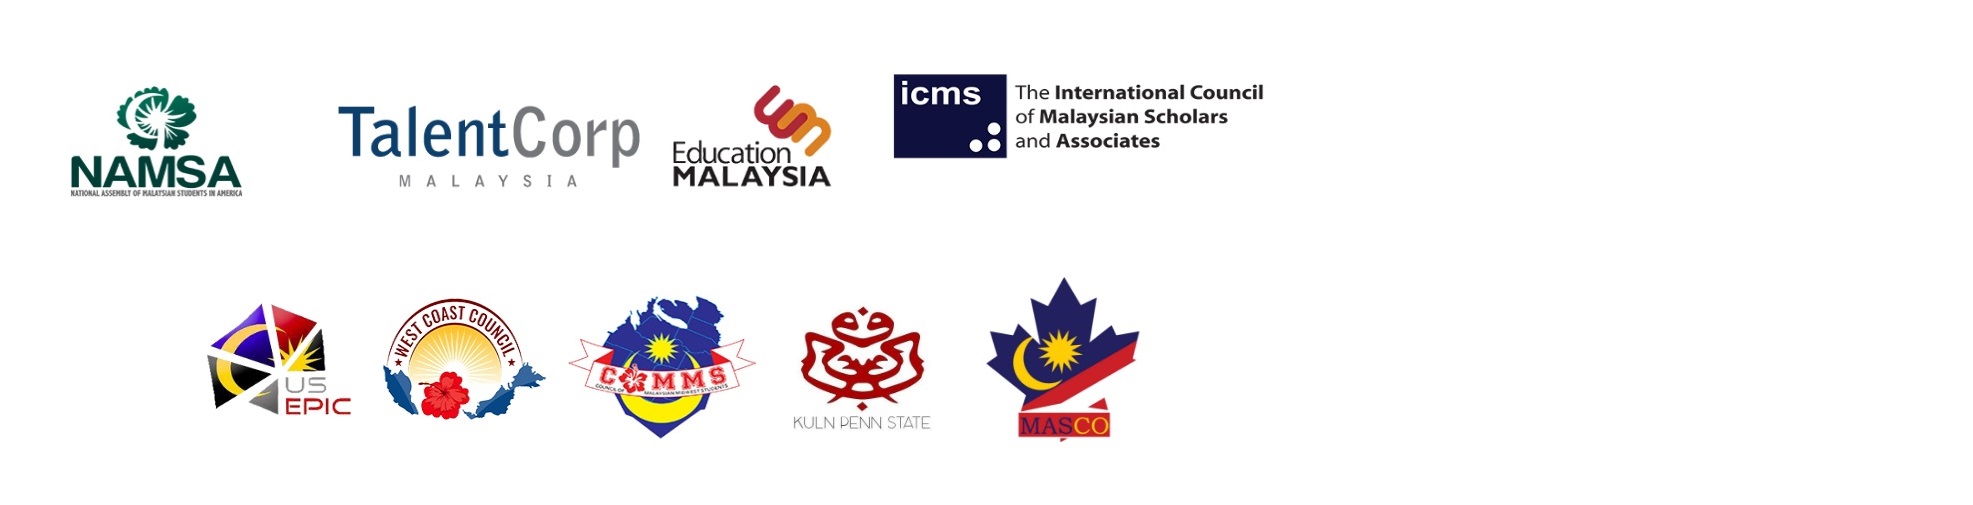 NAMSA
NATIONAL ASSEMBLY OF MALAYSIAN STUDENTS IN AMERICA
TalentCorp
MALAYSIA
Education
MALAYSIA
icms
The International Council
of Malaysian Scholars
and Associates
US
EPIC
WEST COAST COUNCIL
COMMS
COUNCIL OF MALAYSIAN MIDWEST STUDENTS
KULN PENN STATE
MASCO